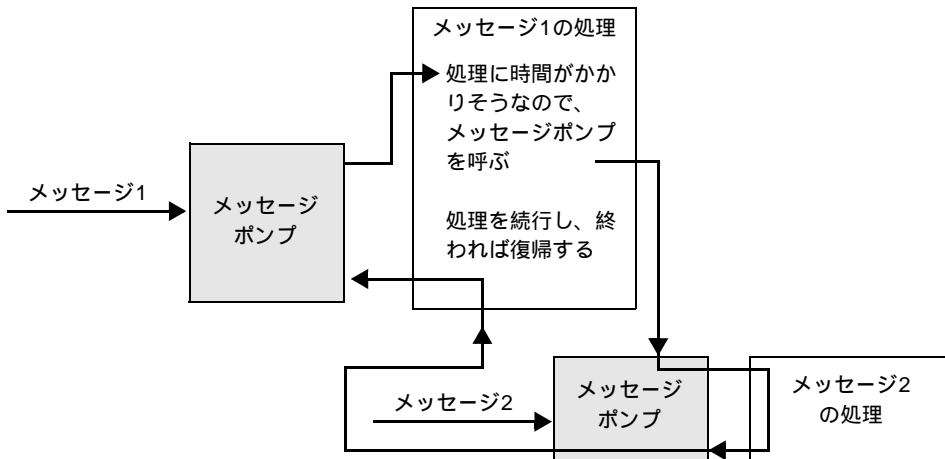 メッセージ1の処理
処理に時間がかか
りそうなので、
メッセージポンプ
を呼ぶ
処理を続行し、終
われば復帰する
メッセージ1
メッセージ
ポンプ
メッセージ2
メッセージ
ポンプ
メッセージ2
の処理